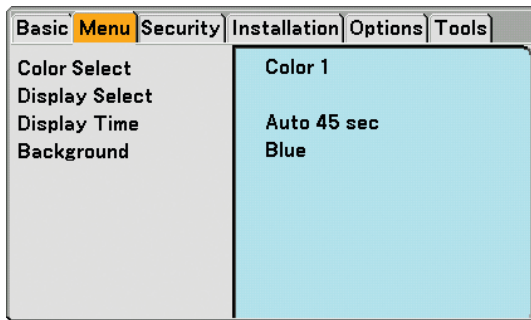 Basic Menu Security Installation Options Tools
Color Select Color 1
Display Select
Display Time Auto 45 sec
Background Blue